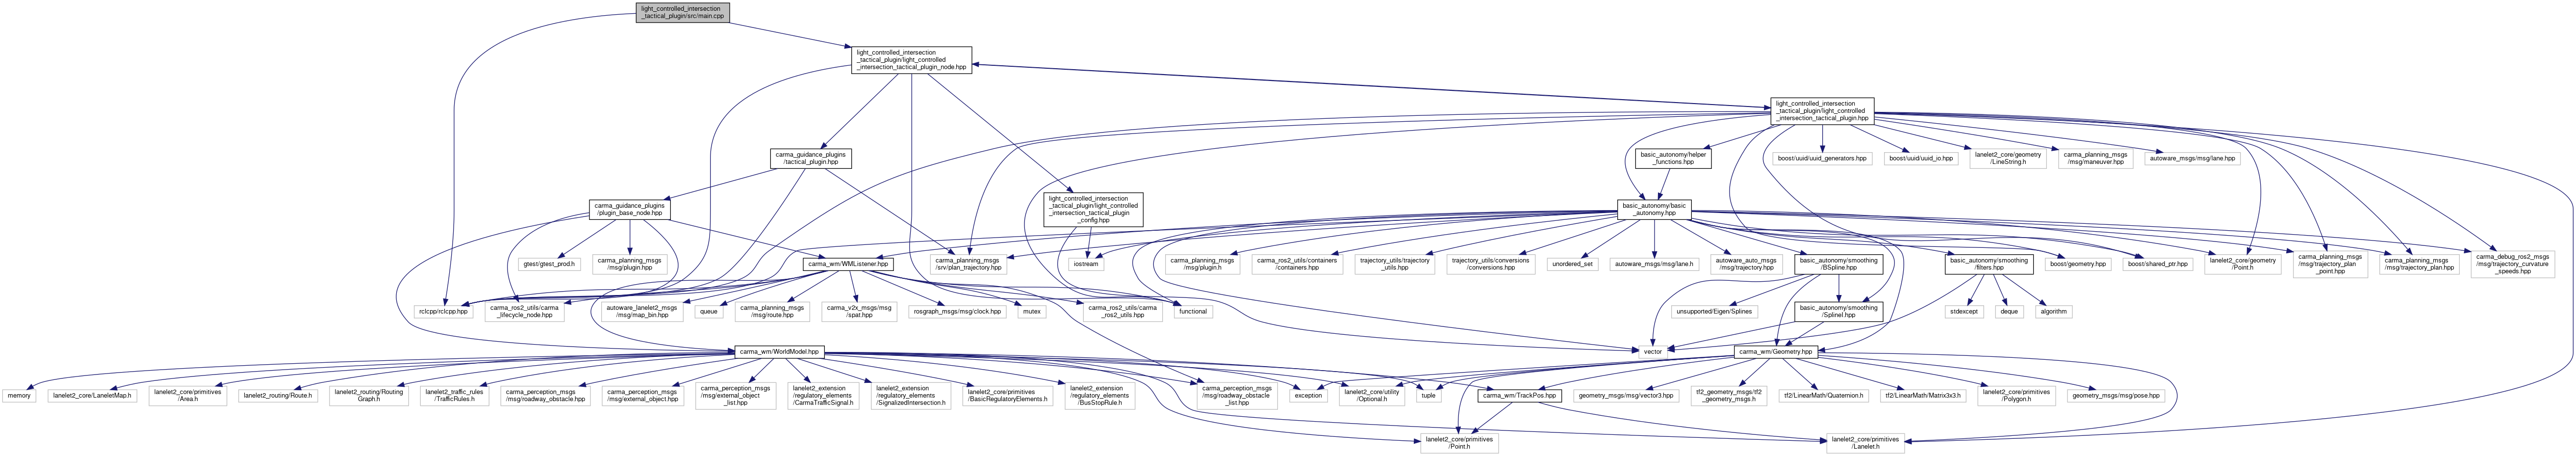 light_controlled_intersection
_tactical_plugin/src/main.cpp
light_controlled_intersection
_tactical_plugin/light_controlled
_intersection_tactical_plugin_node.hpp
light_controlled_intersection
_tactical_plugin/light_controlled
_intersection_tactical_plugin.hpp
carma_guidance_plugins
/tactical_plugin.hpp
basic_autonomy/helper
_functions.hpp
boost/uuid/uuid_generators.hpp
boost/uuid/uuid_io.hpp
lanelet2_core/geometry
/LineString.h
carma_planning_msgs
/msg/maneuver.hpp
autoware_msgs/msg/lane.hpp
carma_guidance_plugins
/plugin_base_node.hpp
light_controlled_intersection
_tactical_plugin/light_controlled
_intersection_tactical_plugin
_config.hpp
basic_autonomy/basic
_autonomy.hpp
gtest/gtest_prod.h
carma_planning_msgs
/msg/plugin.hpp
carma_wm/WMListener.hpp
carma_planning_msgs
/srv/plan_trajectory.hpp
iostream
carma_planning_msgs
/msg/plugin.h
carma_ros2_utils/containers
/containers.hpp
trajectory_utils/trajectory
_utils.hpp
trajectory_utils/conversions
/conversions.hpp
unordered_set
autoware_msgs/msg/lane.h
autoware_auto_msgs
/msg/trajectory.hpp
basic_autonomy/smoothing
/BSpline.hpp
basic_autonomy/smoothing
/filters.hpp
boost/geometry.hpp
boost/shared_ptr.hpp
lanelet2_core/geometry
/Point.h
carma_planning_msgs
/msg/trajectory_plan
_point.hpp
carma_planning_msgs
/msg/trajectory_plan.hpp
carma_debug_ros2_msgs
/msg/trajectory_curvature
_speeds.hpp
rclcpp/rclcpp.hpp
carma_ros2_utils/carma
_lifecycle_node.hpp
autoware_lanelet2_msgs
/msg/map_bin.hpp
queue
carma_planning_msgs
/msg/route.hpp
carma_v2x_msgs/msg
/spat.hpp
rosgraph_msgs/msg/clock.hpp
mutex
carma_ros2_utils/carma
_ros2_utils.hpp
functional
unsupported/Eigen/Splines
basic_autonomy/smoothing
/SplineI.hpp
stdexcept
deque
algorithm
carma_wm/WorldModel.hpp
vector
carma_wm/Geometry.hpp
memory
lanelet2_core/LaneletMap.h
lanelet2_core/primitives
/Area.h
lanelet2_routing/Route.h
lanelet2_routing/Routing
Graph.h
lanelet2_traffic_rules
/TrafficRules.h
carma_perception_msgs
/msg/roadway_obstacle.hpp
carma_perception_msgs
/msg/external_object.hpp
carma_perception_msgs
/msg/external_object
_list.hpp
lanelet2_extension
/regulatory_elements
/CarmaTrafficSignal.h
lanelet2_extension
/regulatory_elements
/SignalizedIntersection.h
lanelet2_core/primitives
/BasicRegulatoryElements.h
lanelet2_extension
/regulatory_elements
/BusStopRule.h
carma_perception_msgs
/msg/roadway_obstacle
_list.hpp
exception
lanelet2_core/utility
/Optional.h
tuple
carma_wm/TrackPos.hpp
geometry_msgs/msg/vector3.hpp
tf2_geometry_msgs/tf2
_geometry_msgs.h
tf2/LinearMath/Quaternion.h
tf2/LinearMath/Matrix3x3.h
lanelet2_core/primitives
/Polygon.h
geometry_msgs/msg/pose.hpp
lanelet2_core/primitives
/Point.h
lanelet2_core/primitives
/Lanelet.h